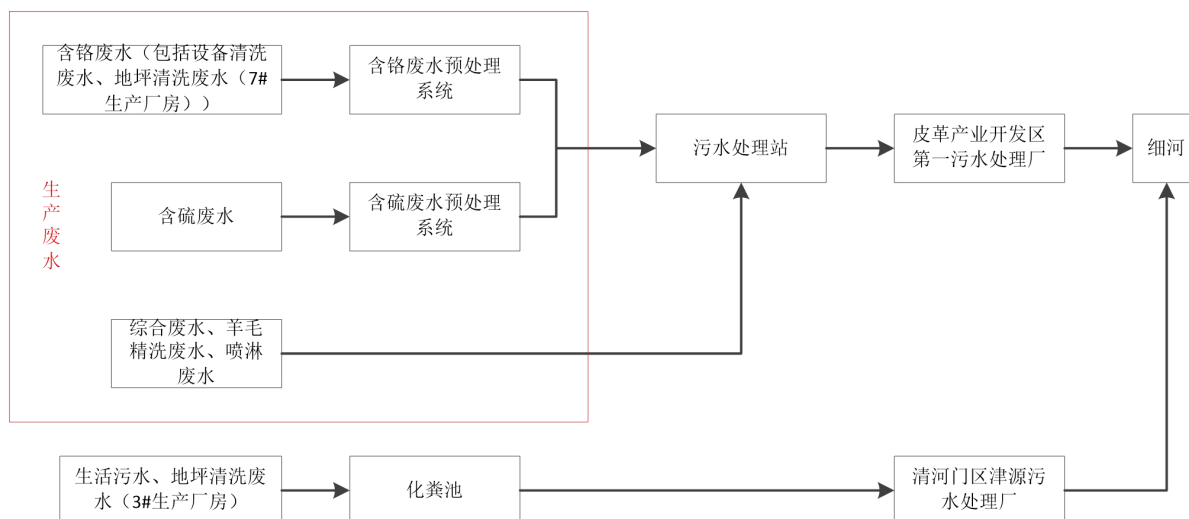 含铬废水（包括设备清洗
废水、地坪清洗废水（7#
生产厂房））
含铬废水预处理
系统
污水处理站
皮革产业开发区
第一污水处理厂
细河
生
产
废
水
含硫废水
含硫废水预处理
系统
综合废水、羊毛
精洗废水、喷淋
废水
生活污水、地坪清洗废
水（3#生产厂房）
化粪池
清河门区津源污
水处理厂